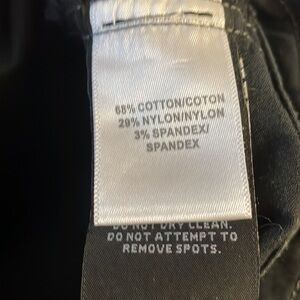 68% COTTON/COTON
29% NYLON/NYLON
3% SPANDEX/
SPANDEX
DO NOT DRY CLEAN.
DO NOT ATTEMPT TO
REMOVE SPOTS.